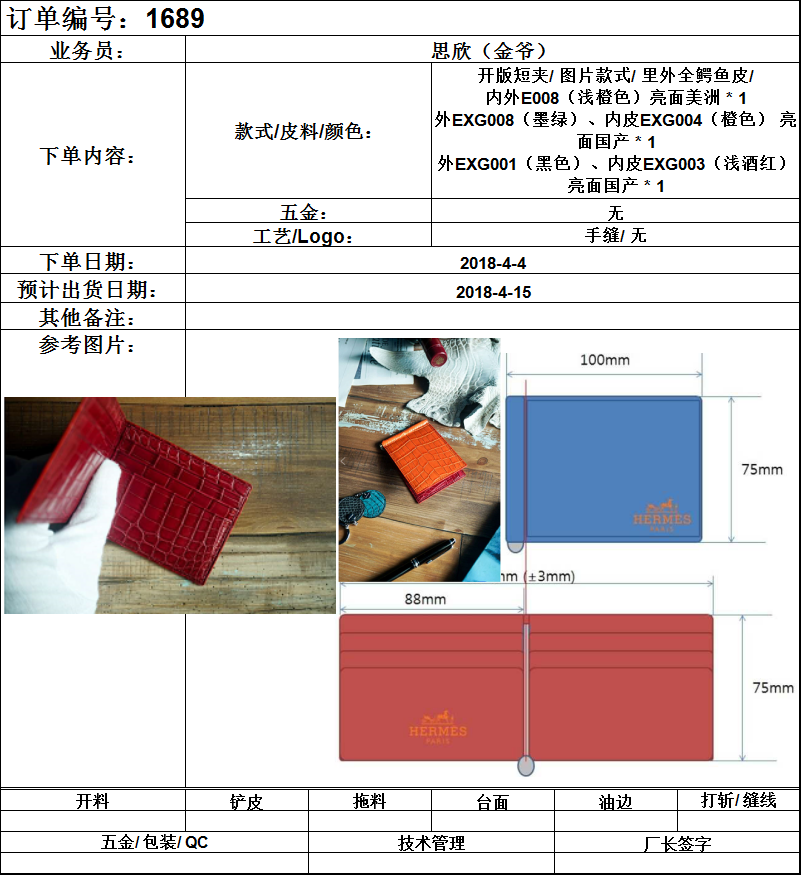 订单编号：1689
业务员：
思欣（金爷）
下单内容：
款式/皮料/颜色：
开版短夹/ 图片款式/ 里外全鳄鱼皮/
内外E008（浅橙色）亮面美洲 * 1
外EXG008（墨绿）、内皮EXG004（橙色） 亮
面国产 * 1
外EXG001（黑色）、内皮EXG003（浅酒红）
亮面国产 * 1
五金：
无
工艺/Logo：
手缝/ 无
下单日期：
2018-4-4
预计出货日期：
2018-4-15
其他备注：
参考图片：
100mm
75mm
HERMÈS
PARIS
(±3mm)
88mm
75mm
HERMÈS
PARIS
开料
铲皮
拖料
台面
油边
打斩/ 缝线
五金/ 包装/ QC
技术管理
厂长签字